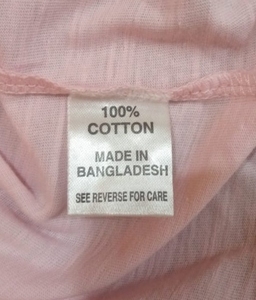 100%
COTTON
MADE IN
BANGLADESH
SEE REVERSE FOR CARE